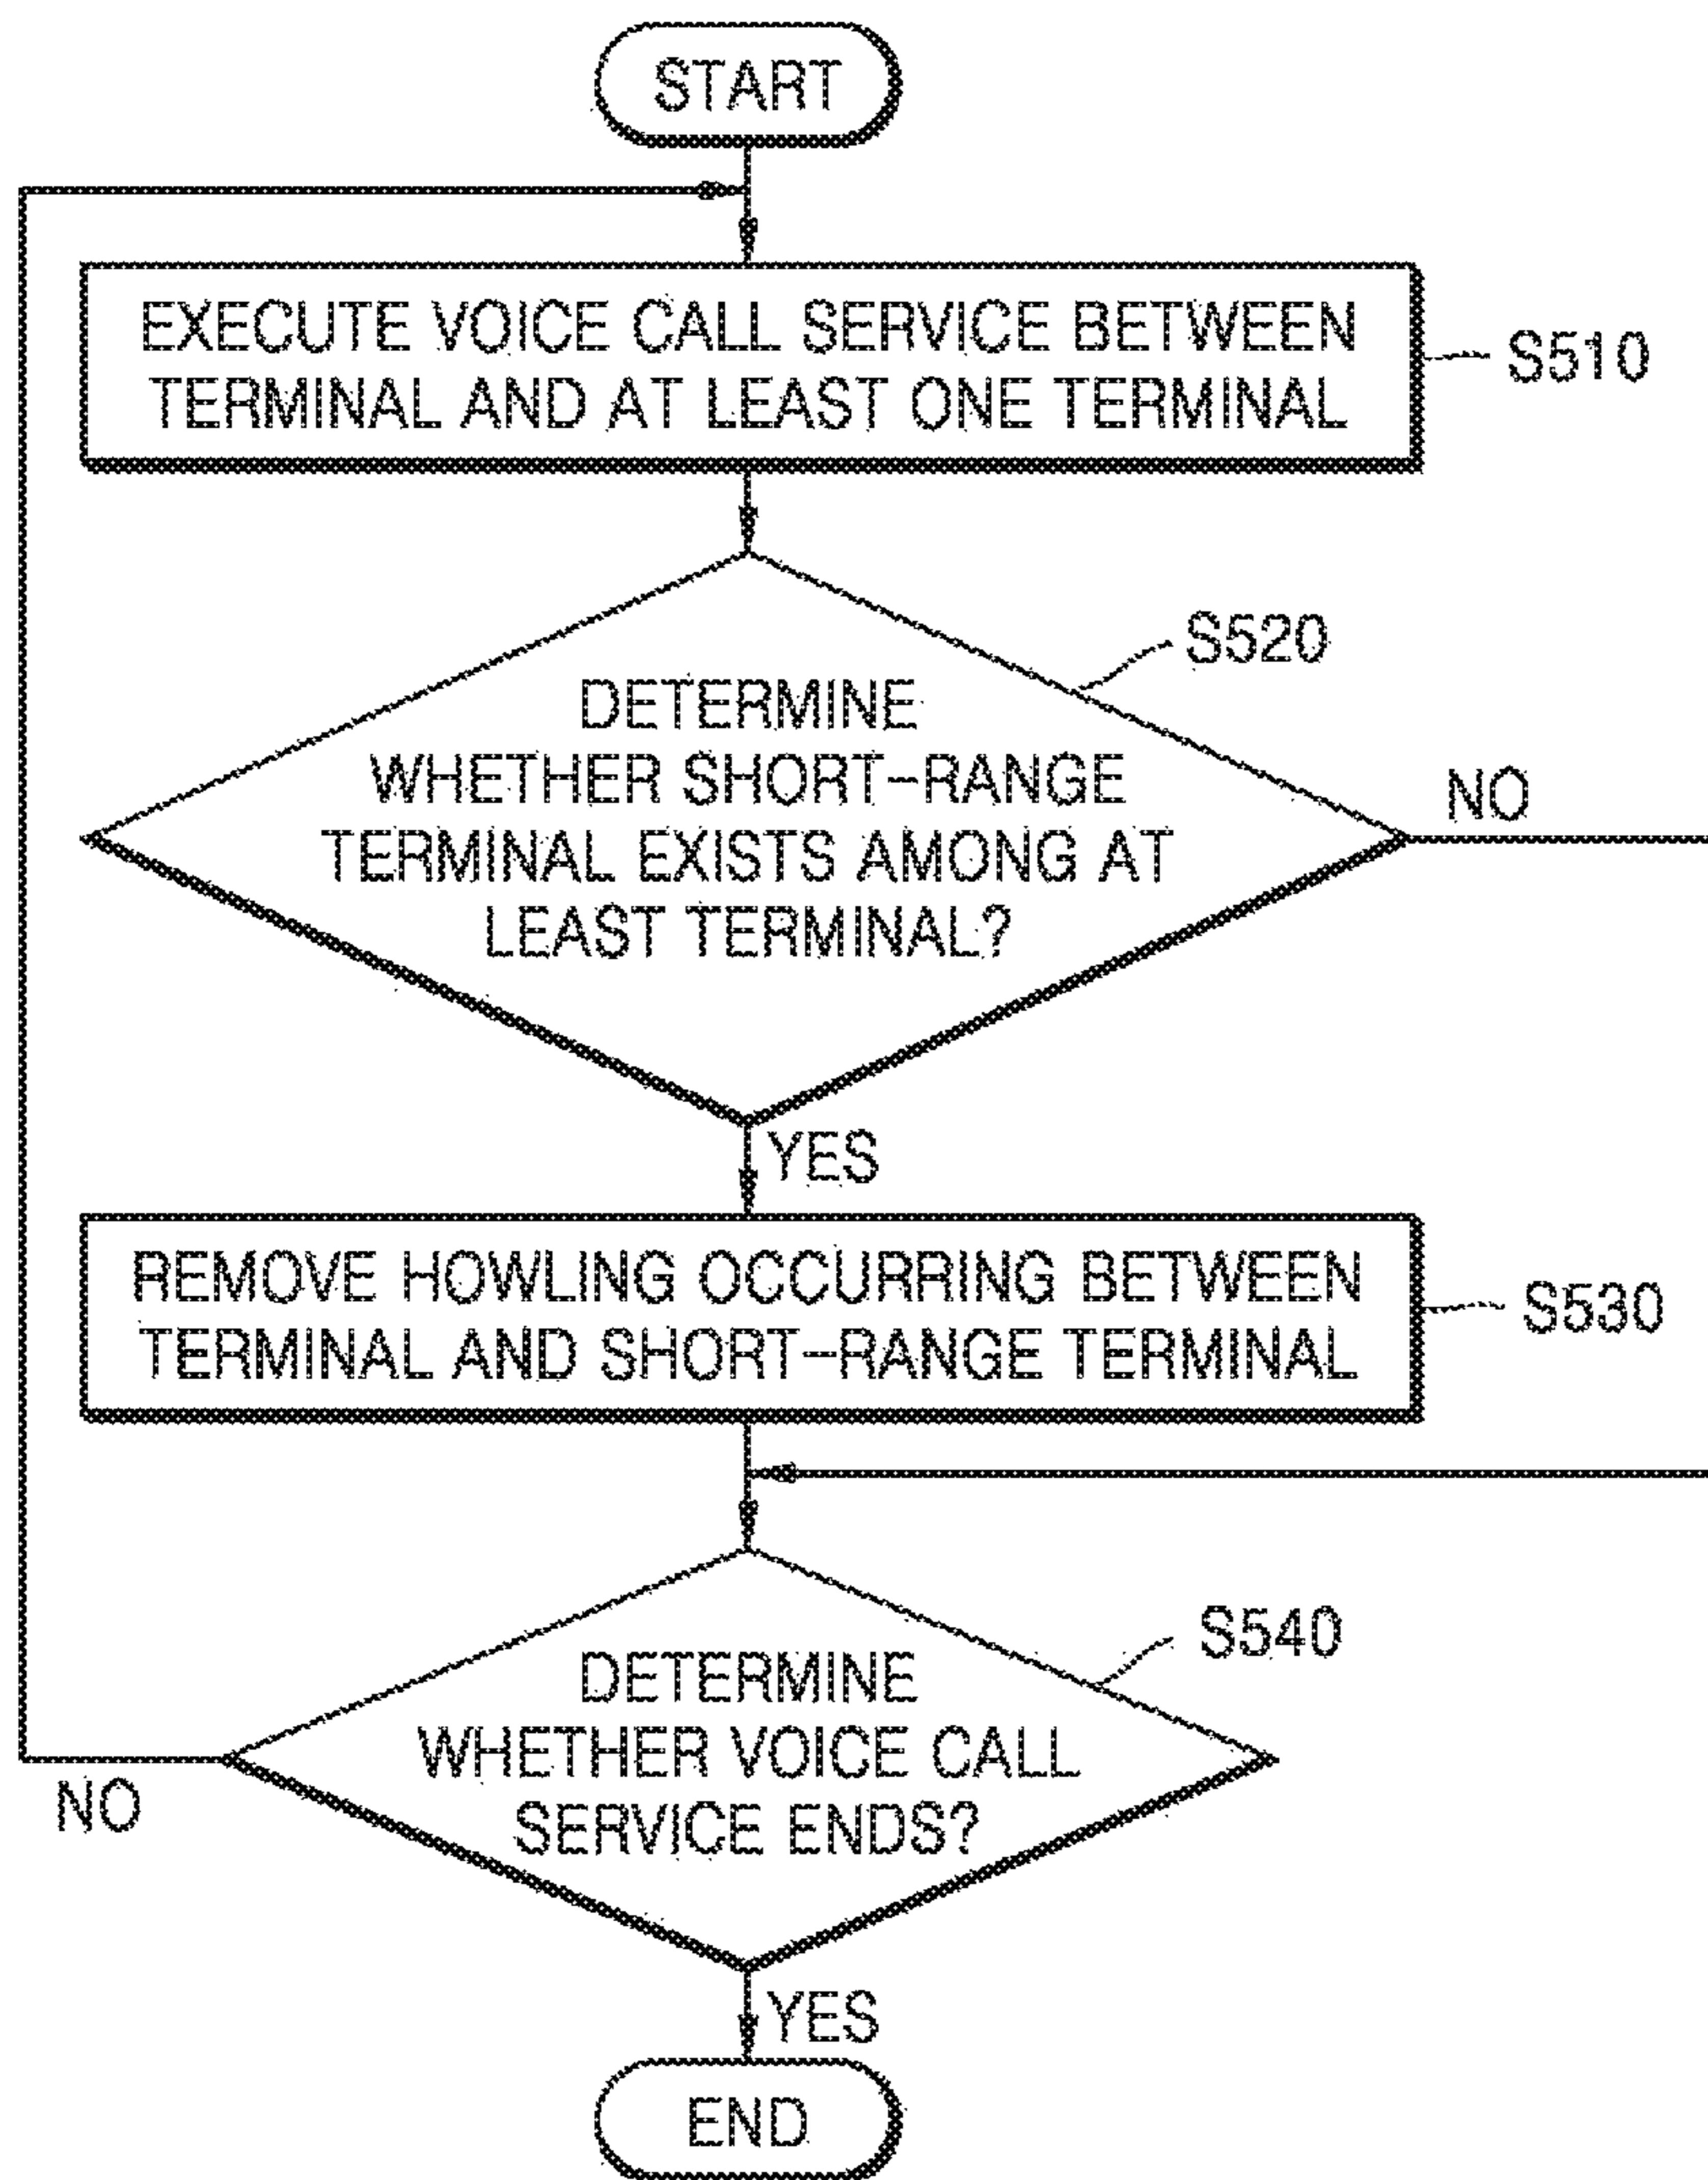 START
EXECUTE VOICE CALL SERVICE BETWEEN
TERMINAL AND AT LEAST ONE TERMINAL
S510
S520
DETERMINE
WHETHER SHORT-RANGE
TERMINAL EXISTS AMONG AT
LEAST TERMINAL?
NO
YES
REMOVE HOWLING OCCURRING BETWEEN
TERMINAL AND SHORT-RANGE TERMINAL
S530
S540
DETERMINE
WHETHER VOICE CALL
SERVICE ENDS?
NO
YES
END